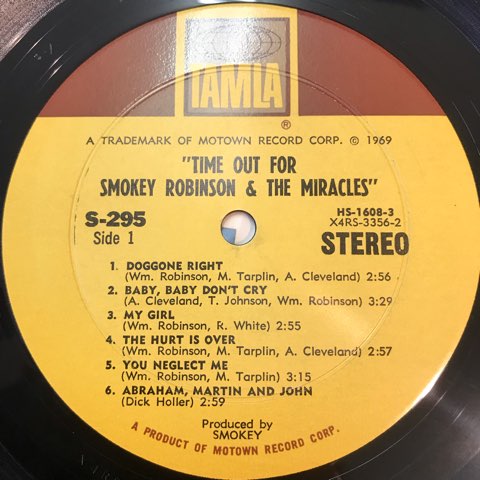 TAMLA
®
A TRADEMARK OF MOTOWN RECORD CORP. © 1969
"TIME OUT FOR
SMOKEY ROBINSON & THE MIRACLES"
S-295
Side 1
HS-1608-3
X4RS-3356-2
STEREO
1. DOGGONE RIGHT
(Wm. Robinson, M. Tarplin, A. Cleveland) 2:56
2. BABY, BABY DON'T CRY
(A. Cleveland, T. Johnson, Wm. Robinson) 3:29
3. MY GIRL
(Wm. Robinson, R. White) 2:55
4. THE HURT IS OVER
(Wm. Robinson, M. Tarplin, A. Cleveland) 2:57
5. YOU NEGLECT ME
(Wm. Robinson, M. Tarplin) 3:15
6. ABRAHAM, MARTIN AND JOHN
(Dick Holler) 2:59
Produced by
SMOKEY
A PRODUCT OF MOTOWN RECORD CORP.